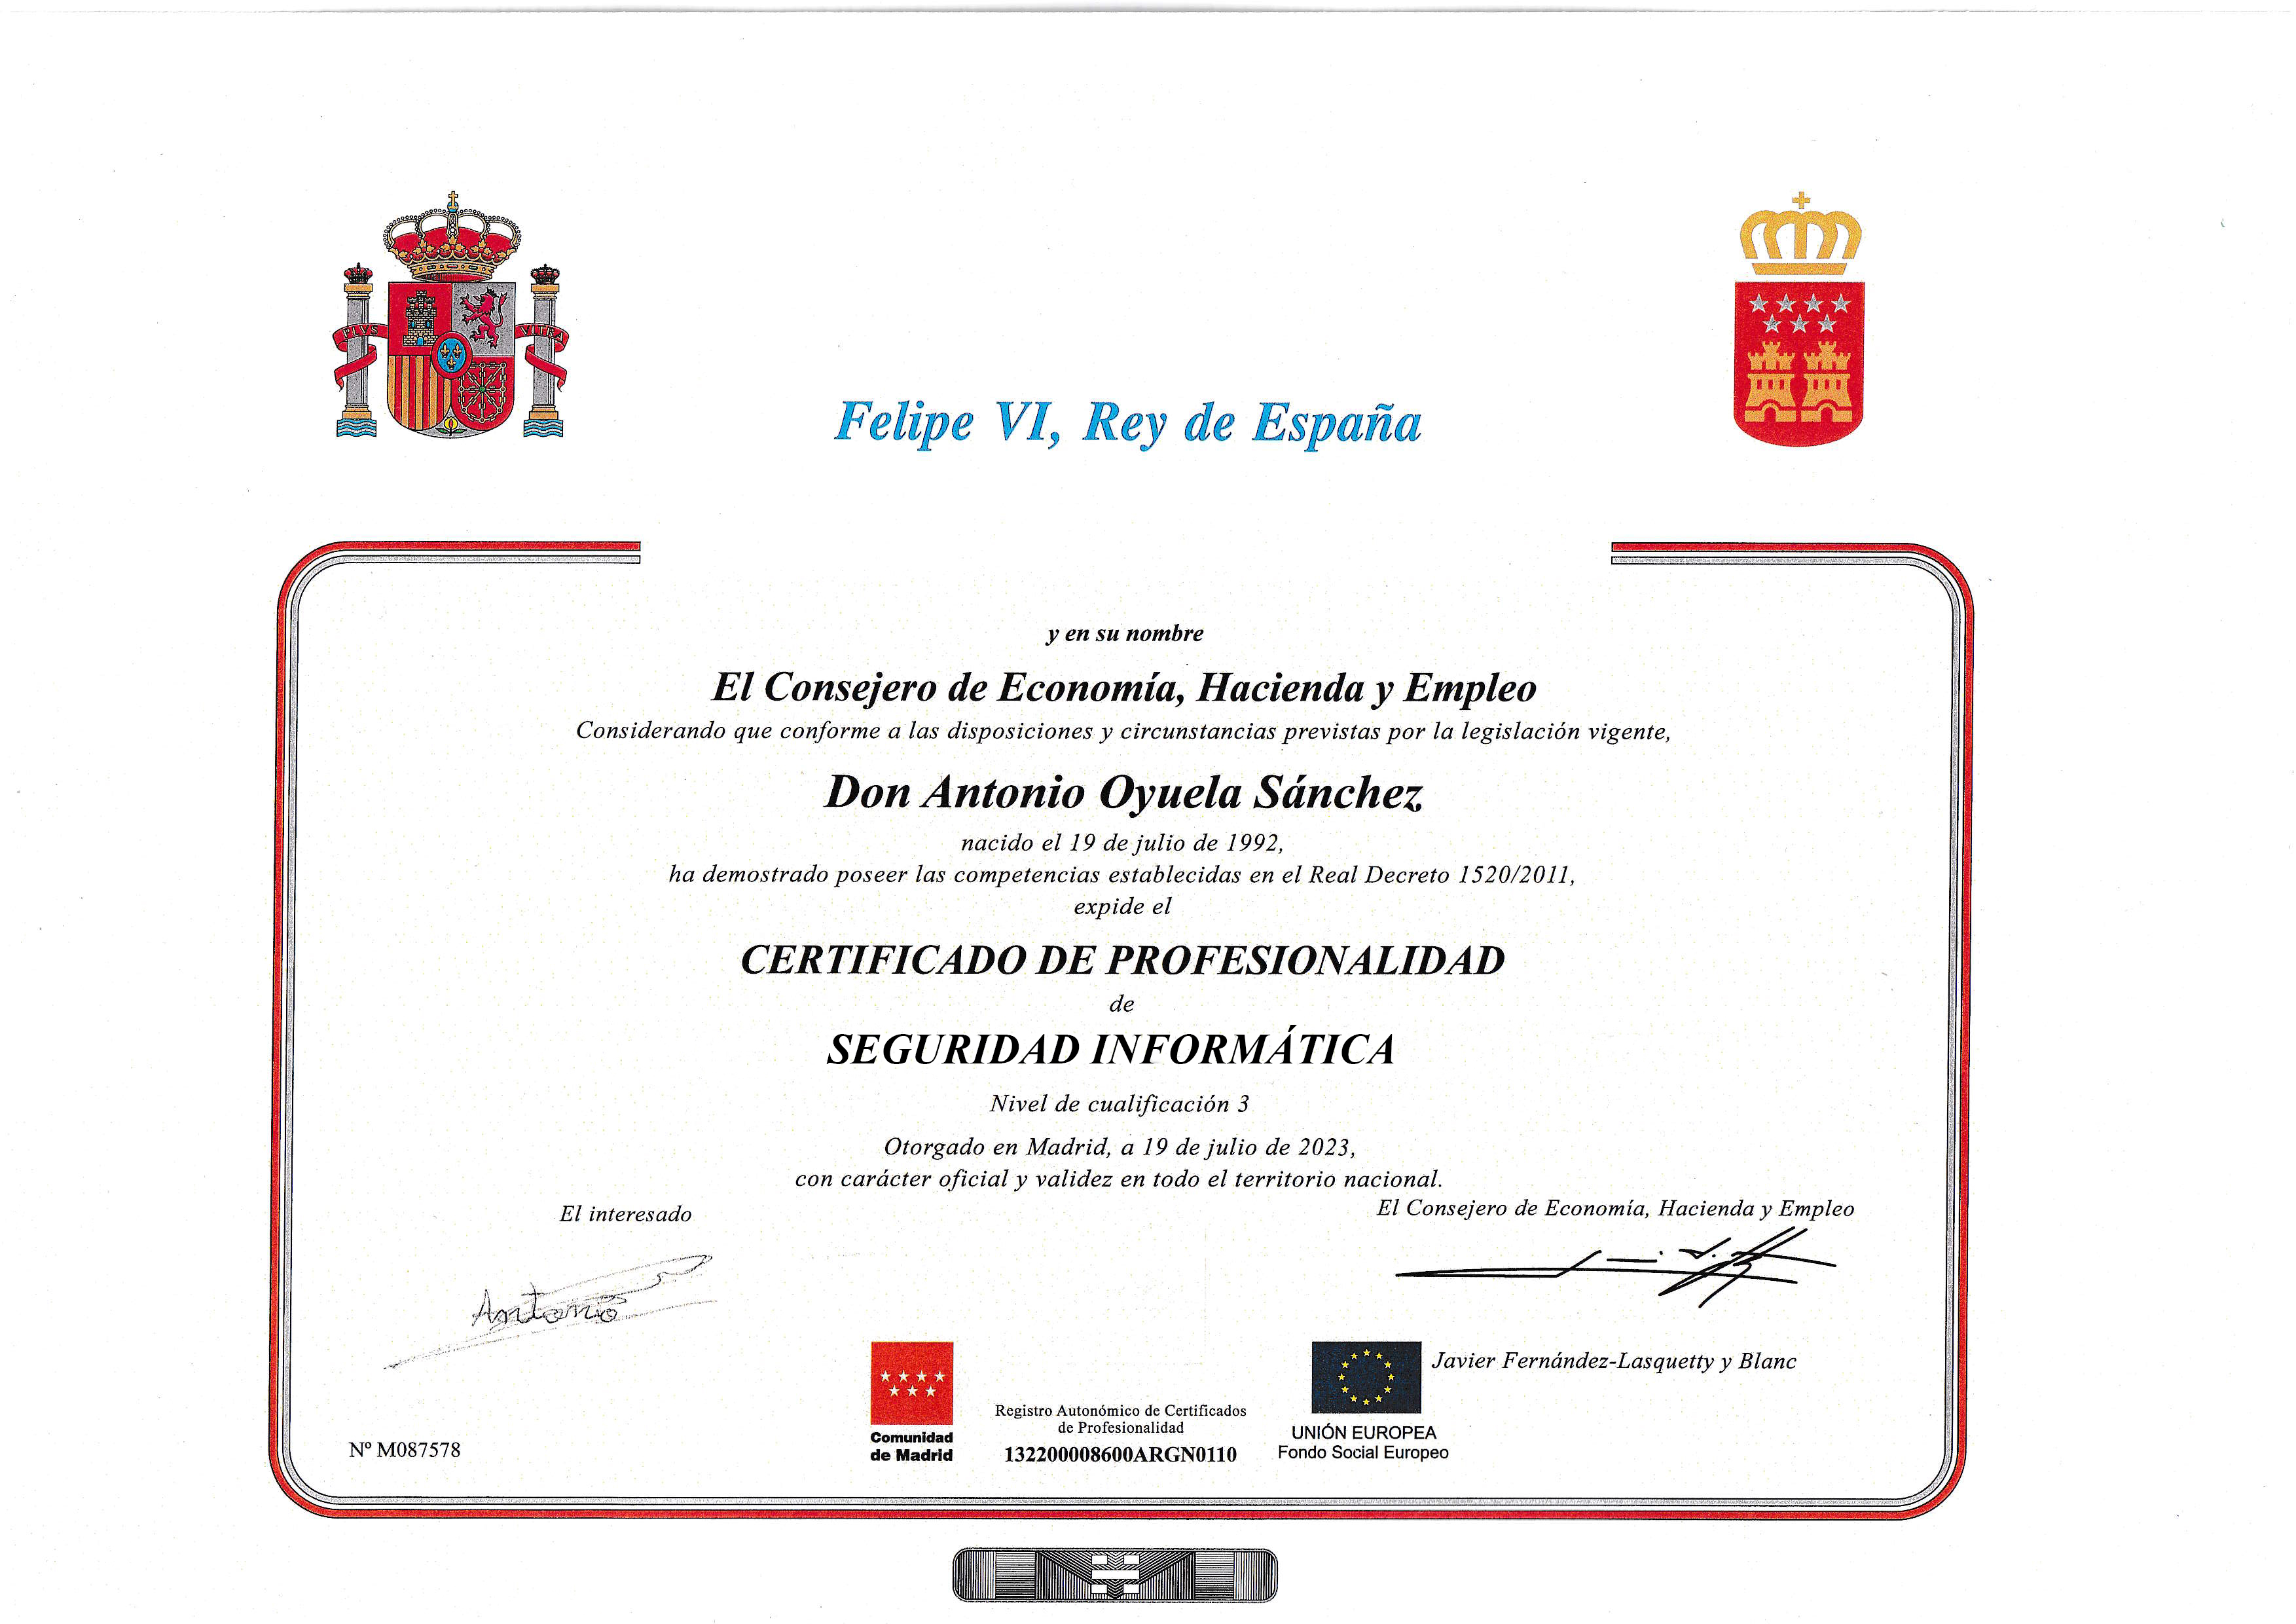 PLVS VLTRA
Felipe VI, Rey de España
y en su nombre
El Consejero de Economía, Hacienda y Empleo
Considerando que conforme a las disposiciones y circunstancias previstas por la legislación vigente,
Don Antonio Oyuela Sánchez
nacido el 19 de julio de 1992,
ha demostrado poseer las competencias establecidas en el Real Decreto 1520/2011,
expide el
CERTIFICADO DE PROFESIONALIDAD
de
SEGURIDAD INFORMÁTICA
Nivel de cualificación 3
Otorgado en Madrid, a 19 de julio de 2023,
con carácter oficial y validez en todo el territorio nacional.
El interesado
El Consejero de Economía, Hacienda y Empleo
Antonio
Javier Fernández-Lasquetty y Blanc
Nº M087578
Comunidad
de Madrid
Registro Autonómico de Certificados
de Profesionalidad
132200008600ARGN0110
UNIÓN EUROPEA
Fondo Social Europeo